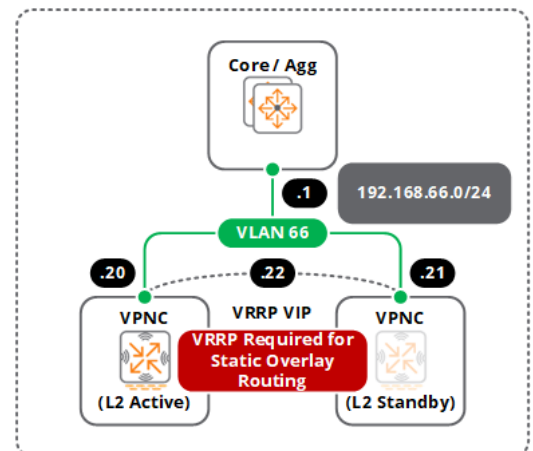 Core / Agg
.1
192.168.66.0/24
VLAN 66
.20
.22
.21
VPNC
VRRP VIP
VPNC
VRRP Required for
Static Overlay
Routing
(L2 Active)
(L2 Standby)